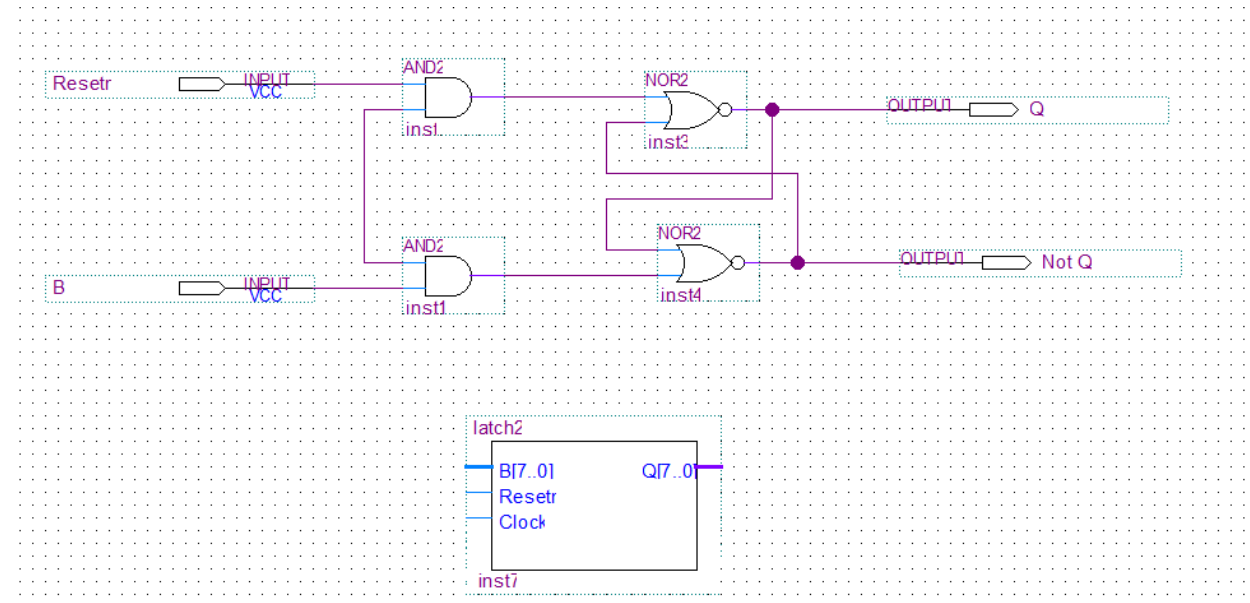 AND2
Resetr INPUT
VCC
inst
NOR2
OUTPUT Q
inst3
AND2
B INPUT
VCC
inst1
NOR2
OUTPUT Not Q
inst4
latch2
B[7..0] Q[7..0]
Resetr
Clock
inst7